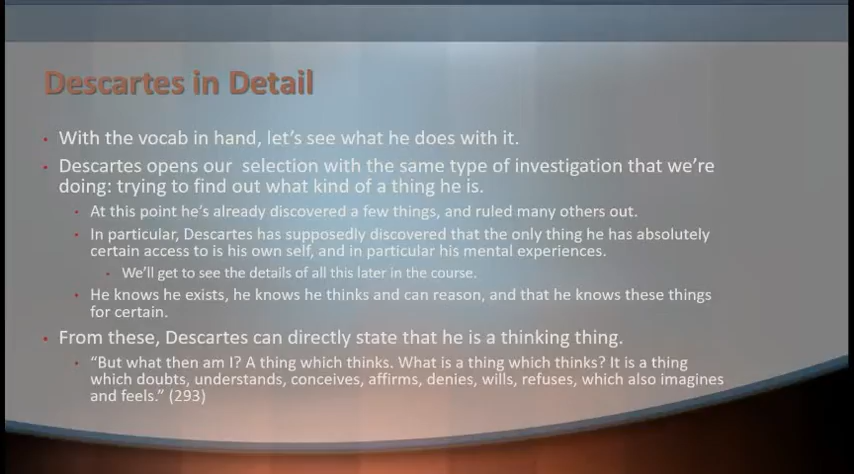 Descartes in Detail
• With the vocab in hand, let's see what he does with it.
• Descartes opens our  selection with the same type of investigation that we're
doing: trying to find out what kind of a thing he is.
• At this point he's already discovered a few things, and ruled many others out.
• In particular, Descartes has supposedly discovered that the only thing he has absolutely
certain access to is his own self, and in particular his mental experiences.
• We'll get to see the details of all this later in the course.
• He knows he exists, he knows he thinks and can reason, and that he knows these things
for certain.
• From these, Descartes can directly state that he is a thinking thing.
• “But what then am I? A thing which thinks. What is a thing which thinks? It is a thing
which doubts, understands, conceives, affirms, denies, wills, refuses, which also imagines
and feels.” (293)